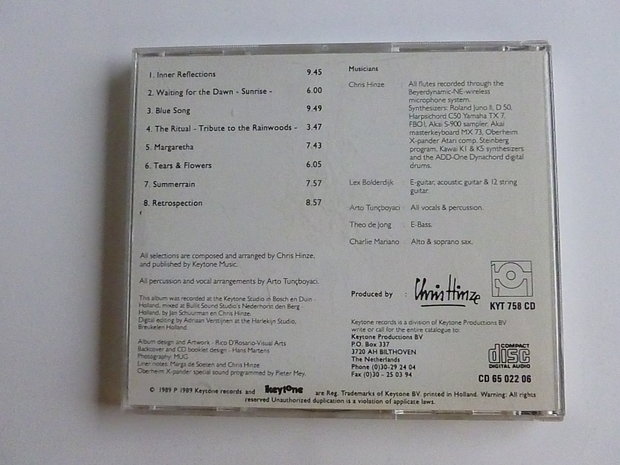 1. Inner Reflections 9.45
2. Waiting for the Dawn - Sunrise - 6.00
3. Blue Song 9.49
4. The Ritual - Tribute to the Rainwoods - 3.47
5. Margaretha 7.43
6. Tears & Flowers 6.05
7. Summerrain 7.57
8. Retrospection 8.57
All selections are composed and arranged by Chris Hinze,
and published by Keytone Music.
All percussion and vocal arrangements by Arto Tunçboyaci.
This album was recorded at the Keytone Studio in Bosch en Duin -
Holland, mixed at Bullit Sound Studio's Nederhorin den Berg -
Holland, by Jen Schuurman en Chris Hinze.
Digital editing by Adriaan Verstijnen at the Harlekijn Studio,
Breukelen Holland.
Album design and Artwork - Rico D'Rosario-Visual Arts
Backcover and CD booklet design - Hans Martens
Photography: MUG
Liner notes: Marga de Soeten and Chris Hinze
Oberheim X-pander special sound programmed by Pieter Mey.
Musicians
Chris Hinze : All flutes recorded through the
Beyerdynamic-NE-wireless
microphone system.
Synthesizers: Roland Juno II, D 50,
Harpsichord C50 Yamaha TX 7,
FB01, Akai S-900 sampler, Akai
masterkeyboard MX 73, Oberheim
X-pander Atari comp. Steinberg
program, Kawai K1 & K5 synthesizers
and the ADD-One Dynachord digital
drums.
Lex Bolderdijk : E-guitar, acoustic guitar & 12 string
guitar.
Arto Tunçboyaci : All vocals & percussion.
Theo de Jong : E-Bass.
Charlie Mariano : Alto & soprano sax.
Produced by : Chris Hinze
KYT 758 CD
Keytone records is a division of Keytone Productions BV
write or call for the entire catalogue to:
Keytone Productions BV
P.O. Box 337
3720 AH BILTHOVEN
The Netherlands
Phone (0)30-29 24 04
Fax (0)30 - 25 03 94
COMPACT
disc
DIGITAL AUDIO
CD 65 022 06
© 1989 P 1989 Keytone records and keytone are Reg. Trademarks of Keytone BV. printed in Holland. Warning: All rights
reserved Unauthorized duplication is a violation of applicate laws.